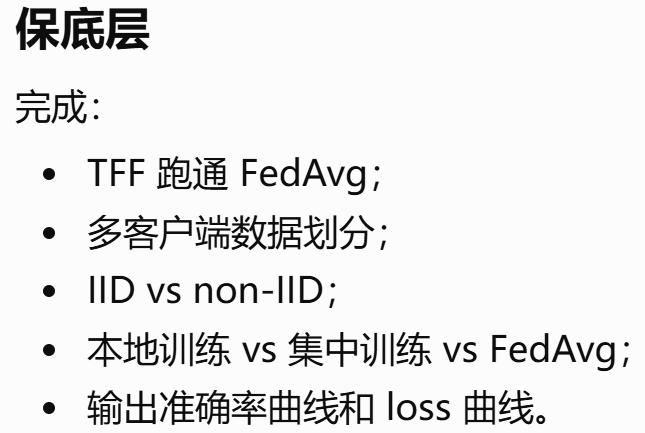 保底层
完成：
• TFF 跑通 FedAvg；
• 多客户端数据划分；
• IID vs non-IID；
• 本地训练 vs 集中训练 vs FedAvg；
• 输出准确率曲线和 loss 曲线。